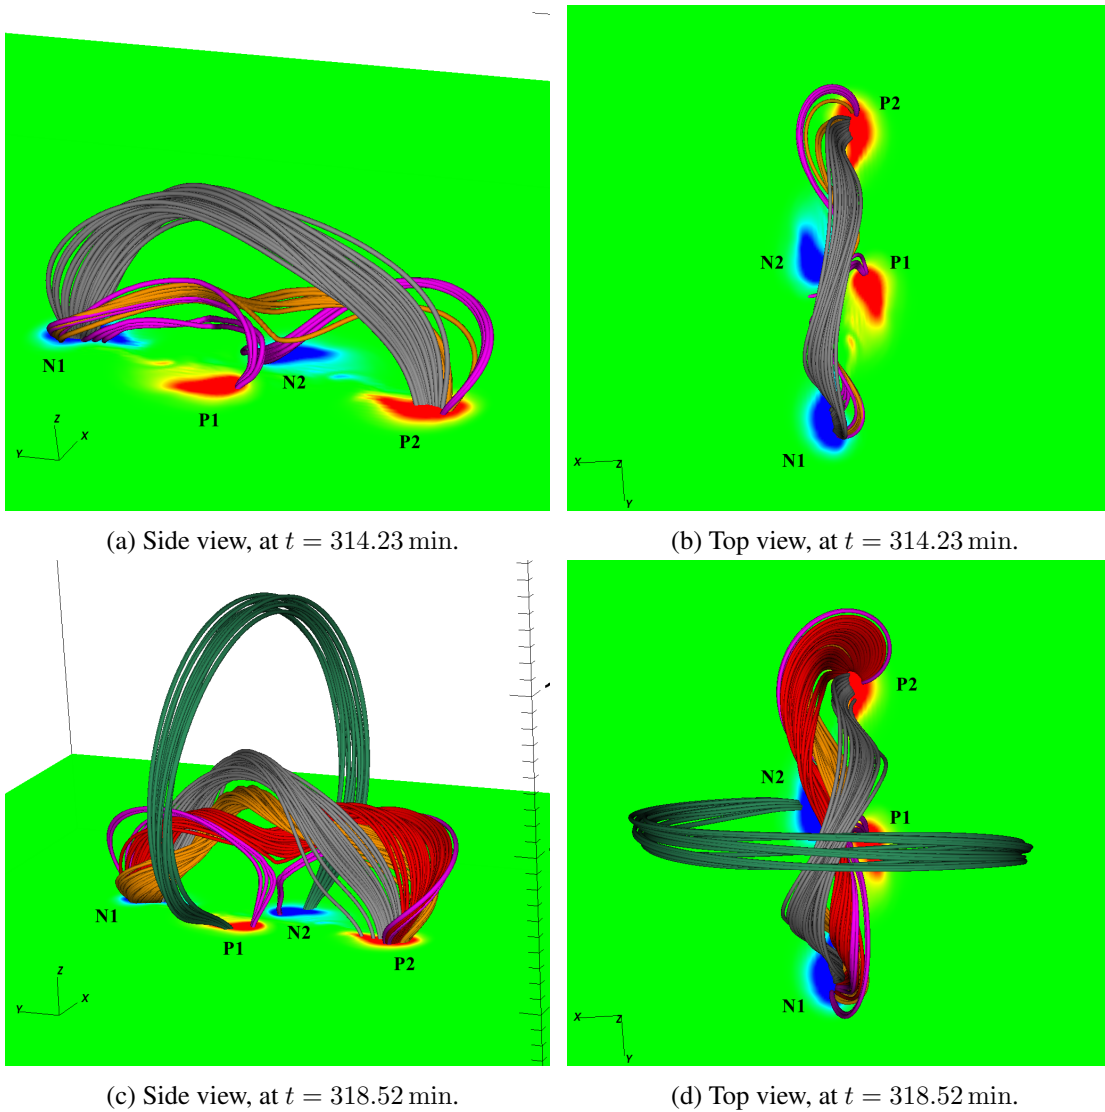 N1
P1
N2
P2
Z
X
Y
P2
N2
P1
N1
X
Z
Y
(a) Side view, at t = 314.23 min.
(b) Top view, at t = 314.23 min.
N1
P1
N2
P2
Z
X
Y
P2
N2
P1
N1
X
Z
Y
(c) Side view, at t = 318.52 min.
(d) Top view, at t = 318.52 min.